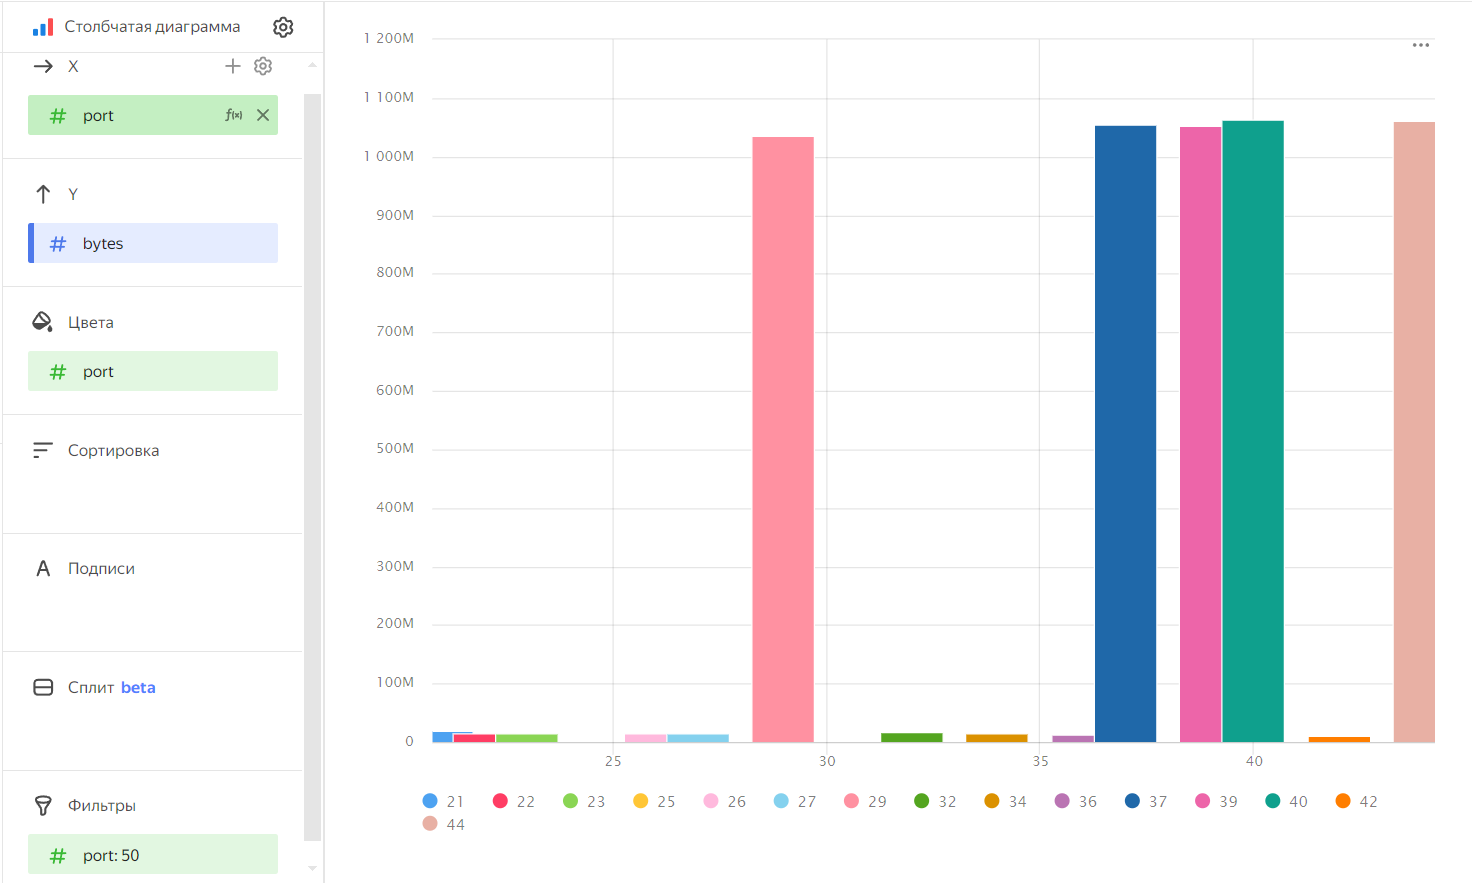 Столбчатая диаграмма
X
port
f(x)
Y
bytes
Цвета
port
Сортировка
Подписи
Сплит beta
Фильтры
port: 50
1 200M
1 100M
1 000M
900M
800M
700M
600M
500M
400M
300M
200M
100M
0
25 30 35 40
21 22 23 25 26 27 29 32 34 36 37 39 40 42
44